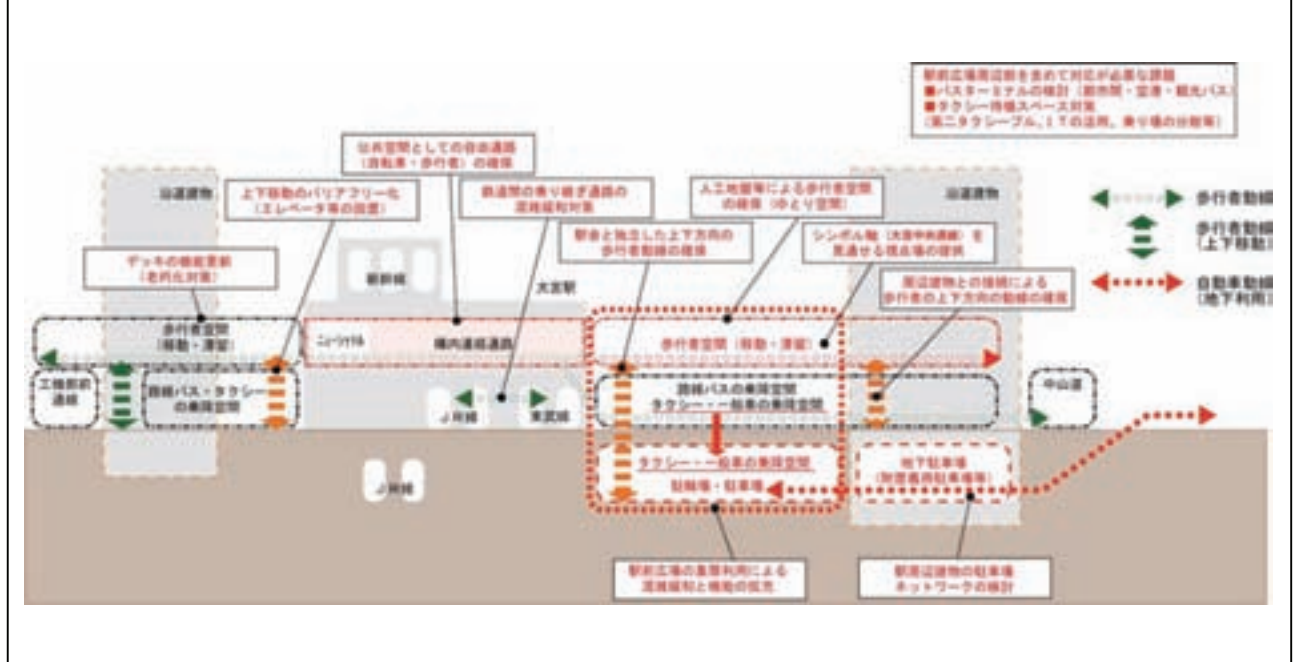 駅前広場周辺部を含めて対応が必要な課題
■バスターミナルの検討(都市間・空港・観光バス)
■タクシー待機スペース対策
(第二タクシープール、ITの活用、乗り場の分散等)
公共空間としての自由通路
(自転車・歩行者)の確保
沿道建物
上下移動のバリアフリー化
(エレベータ等の設置)
鉄道間の乗り継ぎ通路の
混雑緩和対策
人工地盤等による歩行者空間
の確保(ゆとり空間)
沿道建物
歩行者動線
歩行者動線
(上下移動)
自動車動線
(地下利用)
駅舎と独立した上下方向の
歩行者動線の確保
シンボル軸(大宮中央通線)を
見通せる視点場の提供
デッキの機能更新
(老朽化対策)
新幹線
大宮駅
周辺建物との接続による
歩行者の上下方向の動線の確保
歩行者空間
(移動・滞留)
ニューシャトル
構内連絡通路
歩行者空間(移動・滞留)
工機部前
通線
路線バス・タクシー
の乗降空間
JR線
東武線
路線バスの乗降空間
タクシー・一般車の乗降空間
中山道
タクシー・一般車の乗降空間
駐輪場・駐車場
地下駐車場
(附置義務駐車場等)
JR線
駅前広場の高層利用による
混雑緩和と機能の拡充
駅周辺建物の駐車場
ネットワークの検討